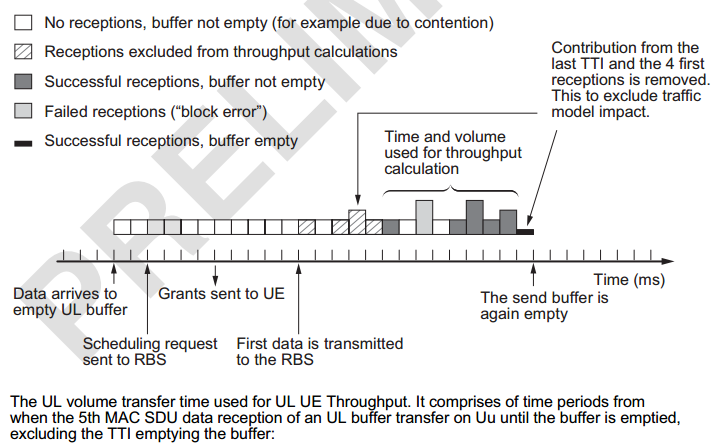 No receptions, buffer not empty (for example due to contention)
Receptions excluded from throughput calculations
Successful receptions, buffer not empty
Failed receptions (“block error”)
Successful receptions, buffer empty
Contribution from the
last TTI and the 4 first
receptions is removed.
This to exclude traffic
model impact.
Time and volume
used for throughput
calculation
Time (ms)
Data arrives to
empty UL buffer
Grants sent to UE
The send buffer is
again empty
Scheduling request
sent to RBS
First data is transmitted
to the RBS
The UL volume transfer time used for UL UE Throughput. It comprises of time periods from
when the 5th MAC SDU data reception of an UL buffer transfer on Uu until the buffer is emptied,
excluding the TTI emptying the buffer:
PRELIM